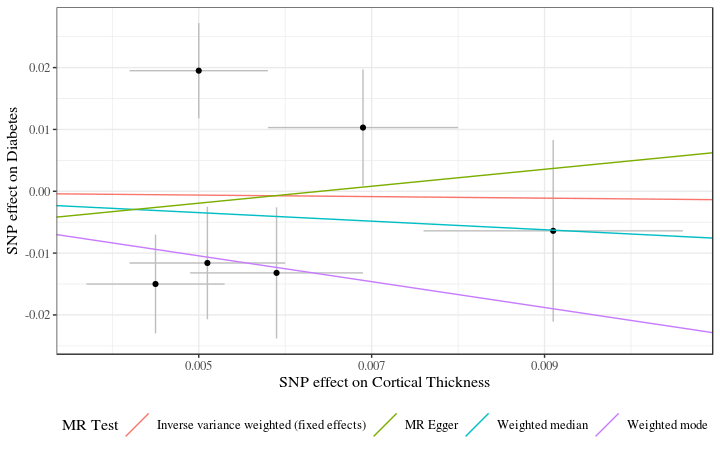 SNP effect on Diabetes
0.02
0.01
0.00
-0.01
-0.02
0.005 0.007 0.009
SNP effect on Cortical Thickness
MR Test Inverse variance weighted (fixed effects) MR Egger Weighted median Weighted mode